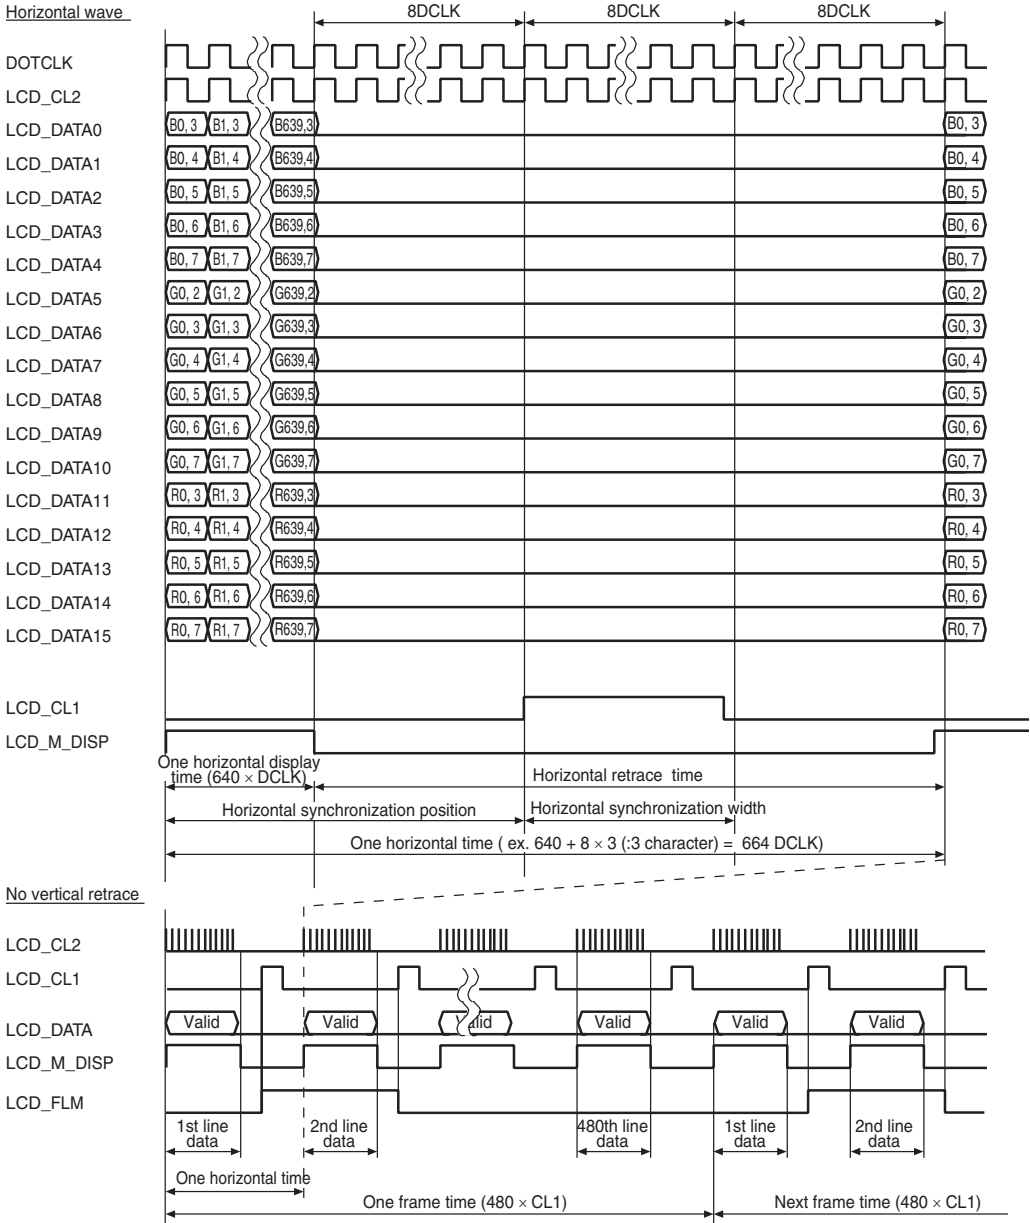 Horizontal wave
8DCLK 8DCLK 8DCLK
DOTCLK
LCD_CL2
LCD_DATA0 B0, 3 B1, 3 B639,3 B0, 3
LCD_DATA1 B0, 4 B1, 4 B639,4 B0, 4
LCD_DATA2 B0, 5 B1, 5 B639,5 B0, 5
LCD_DATA3 B0, 6 B1, 6 B639,6 B0, 6
LCD_DATA4 B0, 7 B1, 7 B639,7 B0, 7
LCD_DATA5 G0, 2 G1, 2 G639,2 G0, 2
LCD_DATA6 G0, 3 G1, 3 G639,3 G0, 3
LCD_DATA7 G0, 4 G1, 4 G639,4 G0, 4
LCD_DATA8 G0, 5 G1, 5 G639,5 G0, 5
LCD_DATA9 G0, 6 G1, 6 G639,6 G0, 6
LCD_DATA10 G0, 7 G1, 7 G639,7 G0, 7
LCD_DATA11 R0, 3 R1, 3 R639,3 R0, 3
LCD_DATA12 R0, 4 R1, 4 R639,4 R0, 4
LCD_DATA13 R0, 5 R1, 5 R639,5 R0, 5
LCD_DATA14 R0, 6 R1, 6 R639,6 R0, 6
LCD_DATA15 R0, 7 R1, 7 R639,7 R0, 7
LCD_CL1
LCD_M_DISP
One horizontal display
time (640 × DCLK)
Horizontal retrace time
Horizontal synchronization position
Horizontal synchronization width
One horizontal time ( ex. 640 + 8 × 3 (:3 character) = 664 DCLK)
No vertical retrace
LCD_CL2
LCD_CL1
LCD_DATA Valid Valid Valid Valid Valid Valid
LCD_M_DISP
LCD_FLM
1st line
data
2nd line
data
480th line
data
1st line
data
2nd line
data
One horizontal time
One frame time (480 × CL1)
Next frame time (480 × CL1)